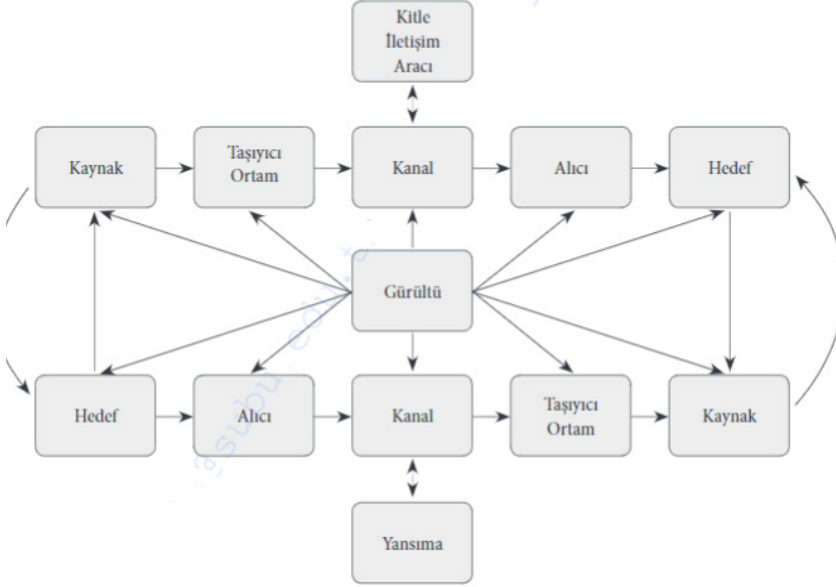 Kitle
İletişim
Aracı
Kaynak
Taşıyıcı
Ortam
Kanal
Alıcı
Hedef
Gürültü
Hedef
Alıcı
Kanal
Taşıyıcı
Ortam
Kaynak
Yansıma